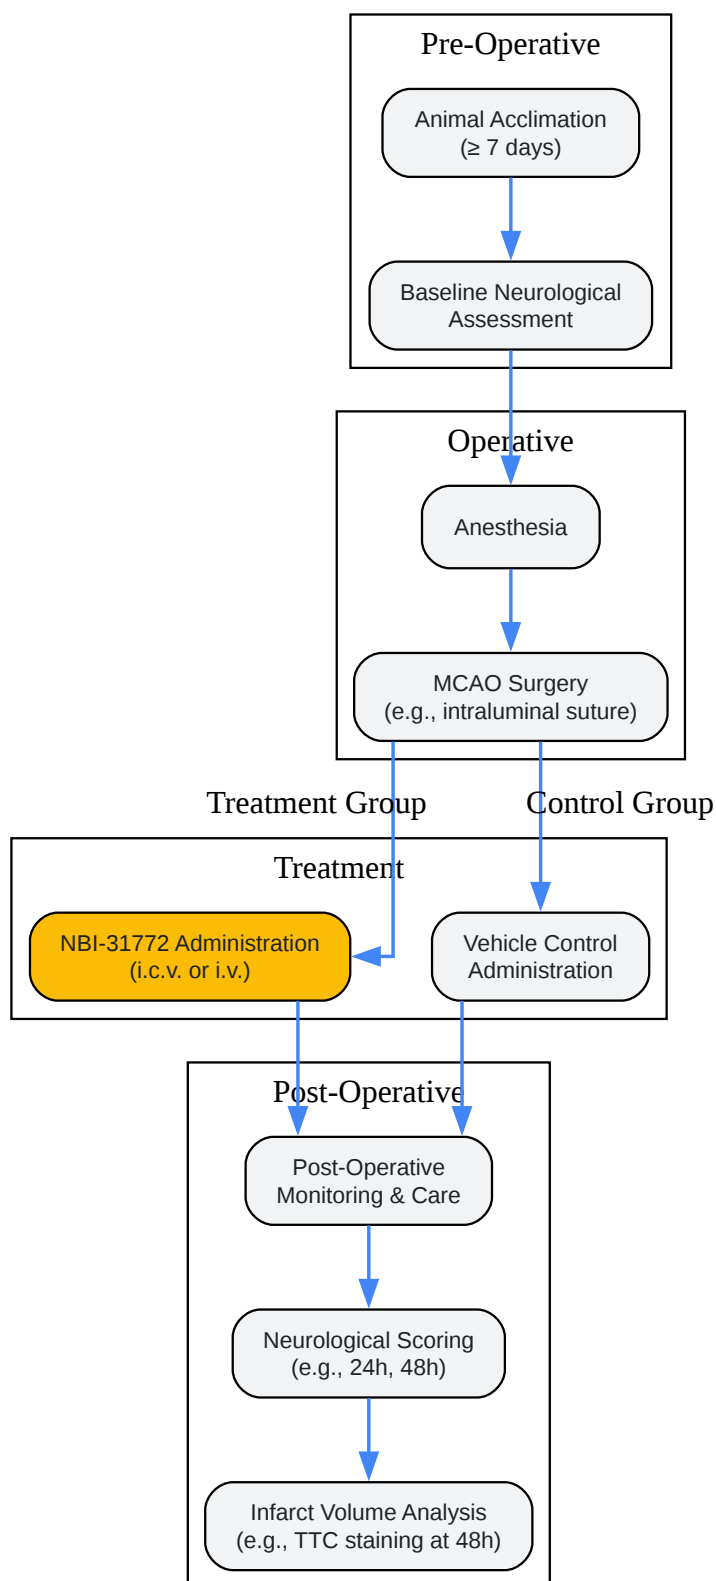 Pre-Operative
Animal Acclimation
(≥ 7 days)
Baseline Neurological
Assessment
Operative
Anesthesia
MCAO Surgery
(e.g., intraluminal suture)
Treatment Group
Control Group
Treatment
NBI-31772 Administration
(i.c.v. or i.v.)
Vehicle Control
Administration
Post-Operative
Post-Operative
Monitoring & Care
Neurological Scoring
(e.g., 24h, 48h)
Infarct Volume Analysis
(e.g., TTC staining at 48h)